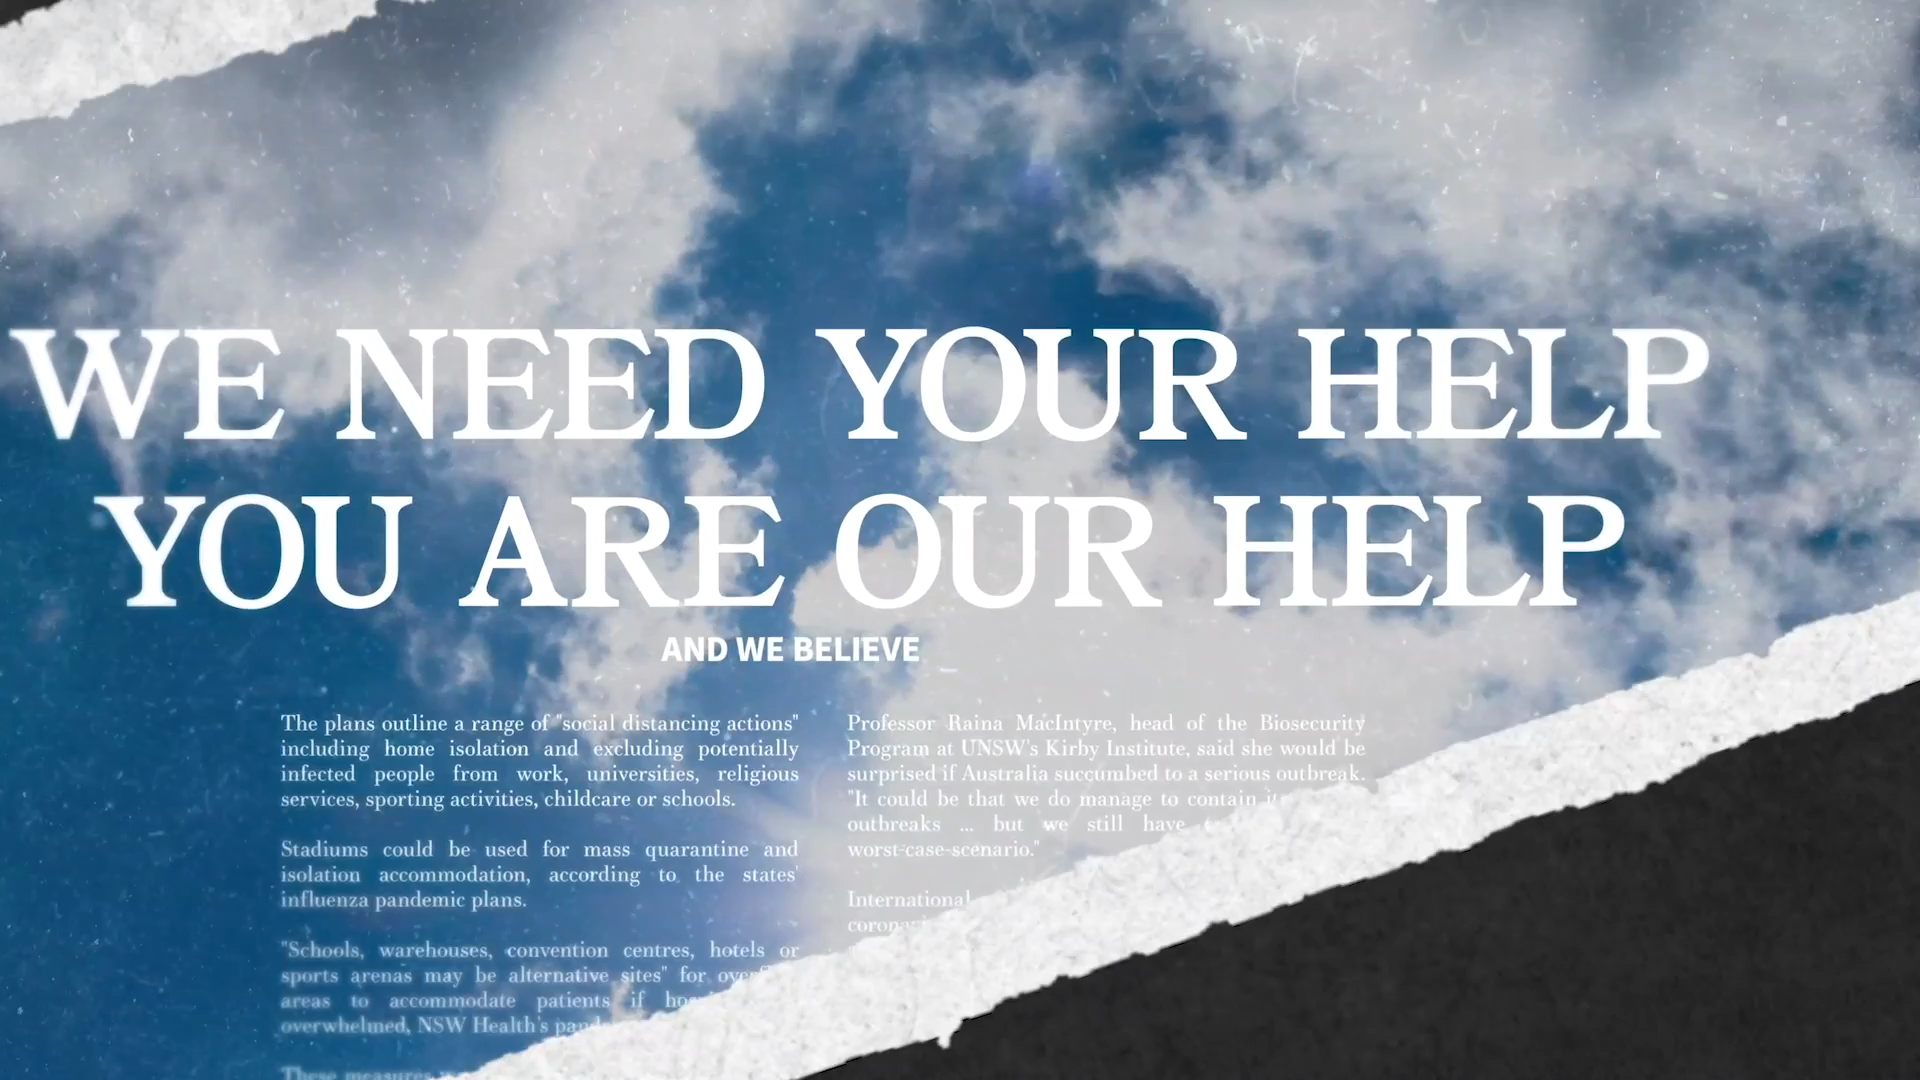 WE NEED YOUR HELP
YOU ARE OUR HELP
AND WE BELIEVE
The plans outline a range of "social distancing actions"
including home isolation and excluding potentially
infected people from work, universities, religious
services, sporting activities, childcare or schools.
Stadiums could be used for mass quarantine and
isolation accommodation, according to the states'
influenza pandemic plans.
"Schools, warehouses, convention centres, hotels or
sports arenas may be alternative sites" for
areas to accommodate patients if
overwhelmed, NSW Health's
These measures
Professor Raina MacIntyre, head of the Biosecurity
Program at UNSW's Kirby Institute, said she would be
surprised if Australia succumbed to a serious outbreak.
"It could be that we do manage to contain
outbreaks ... but we still have
worst-case-scenario."
International